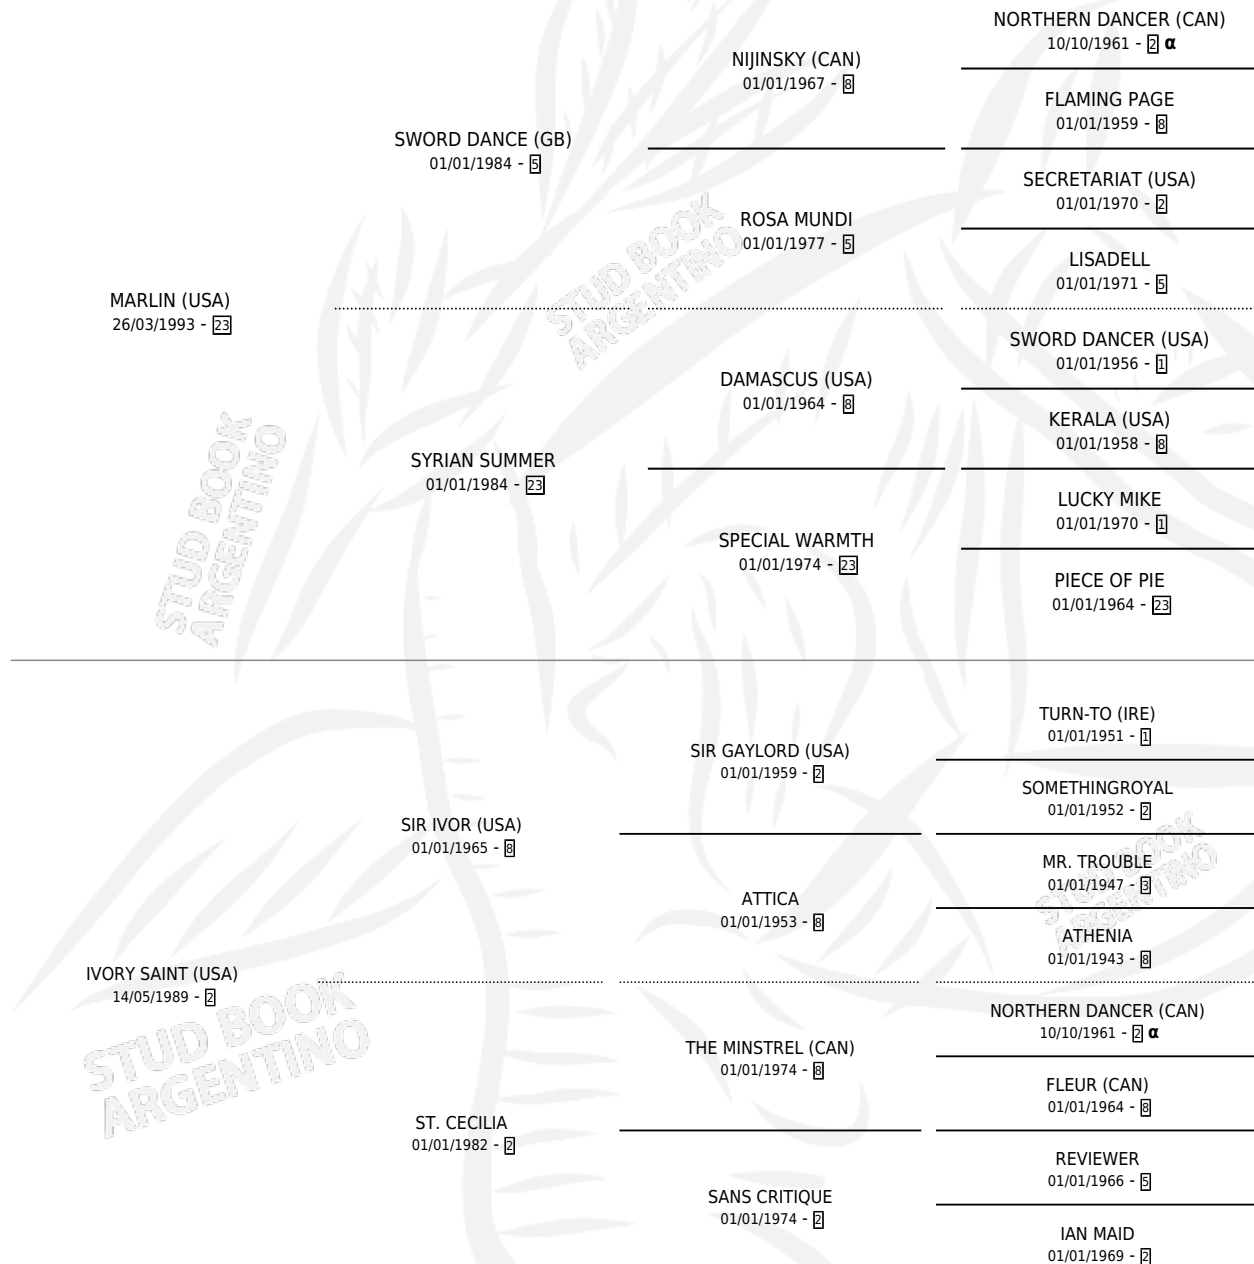 NORTHERN DANCER (CAN)
10/10/1961 - 2 α
NIJINSKY (CAN)
01/01/1967 - 8
FLAMING PAGE
01/01/1959 - 8
SWORD DANCE (GB)
01/01/1984 - 5
SECRETARIAT (USA)
01/01/1970 - 2
ROSA MUNDI
01/01/1977 - 5
LISADELL
01/01/1971 - 5
MARLIN (USA)
26/03/1993 - 23
STUD BOOK
ARGENTINO
SWORD DANCER (USA)
01/01/1956 - 1
DAMASCUS (USA)
01/01/1964 - 8
KERALA (USA)
01/01/1958 - 8
SYRIAN SUMMER
01/01/1984 - 23
LUCKY MIKE
01/01/1970 - 1
SPECIAL WARMTH
01/01/1974 - 23
PIECE OF PIE
01/01/1964 - 23
STUD BOOK
ARGENTINO
TURN-TO (IRE)
01/01/1951 - 1
SIR GAYLORD (USA)
01/01/1959 - 2
SOMETHINGROYAL
01/01/1952 - 2
SIR IVOR (USA)
01/01/1965 - 8
MR. TROUBLE
01/01/1947 - 3
STUD BOOK
ARGENTINO
ATTICA
01/01/1953 - 8
ATHENIA
01/01/1943 - 8
IVORY SAINT (USA)
14/05/1989 - 2
STUD BOOK
ARGENTINO
NORTHERN DANCER (CAN)
10/10/1961 - 2 α
THE MINSTREL (CAN)
01/01/1974 - 8
FLEUR (CAN)
01/01/1964 - 8
ST. CECILIA
01/01/1982 - 2
REVIEWER
01/01/1966 - 5
SANS CRITIQUE
01/01/1974 - 2
IAN MAID
01/01/1969 - 2